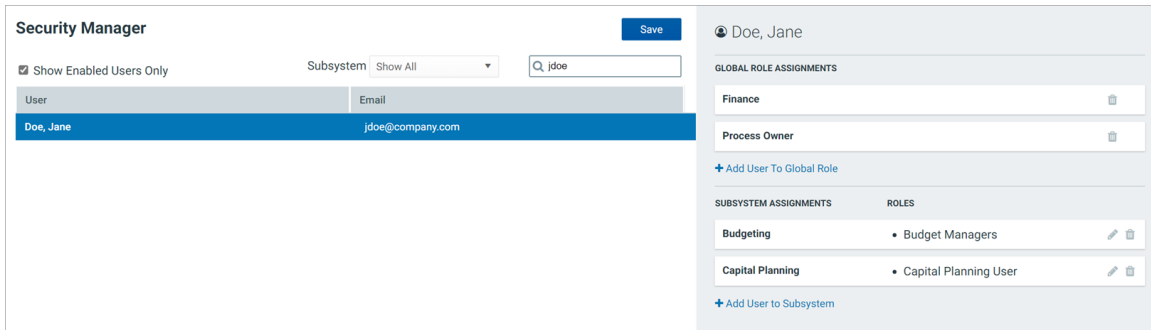 Security Manager
Save
Show Enabled Users Only
Subsystem Show All
jdoe
User Email
Doe, Jane jdoe@company.com
Doe, Jane
GLOBAL ROLE ASSIGNMENTS
Finance
Process Owner
+ Add User To Global Role
SUBSYSTEM ASSIGNMENTS ROLES
Budgeting • Budget Managers
Capital Planning • Capital Planning User
+ Add User to Subsystem